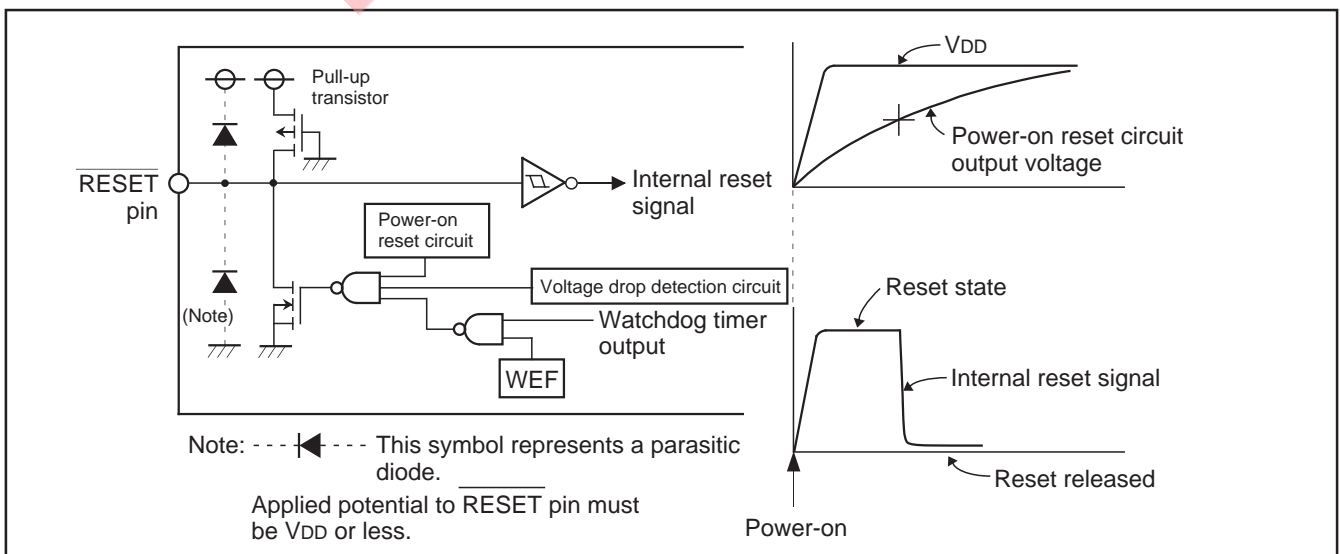 Pull-up
transistor
RESET
pin
Internal reset
signal
Power-on
reset circuit
Voltage drop detection circuit
(Note)
Watchdog timer
output
WEF
Note:
This symbol represents a parasitic
diode.
Applied potential to RESET pin must
be VDD or less.
VDD
Power-on reset circuit
output voltage
Reset state
Internal reset signal
Reset released
Power-on